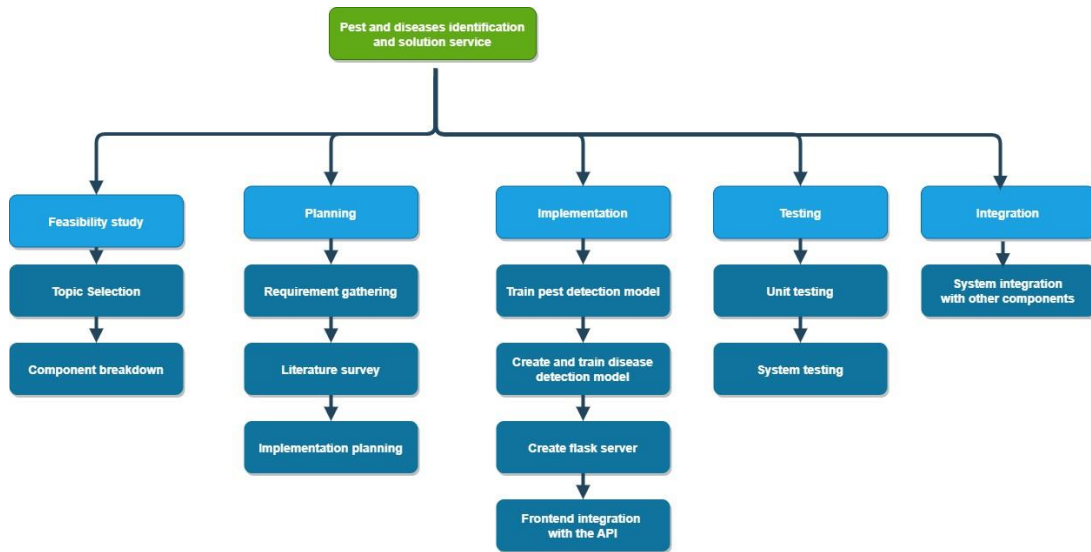 Pest and diseases identification
and solution service
Feasibility study
Planning
Implementation
Testing
Integration
Topic Selection
Requirement gathering
Train pest detection model
Unit testing
System integration
with other components
Component breakdown
Literature survey
Create and train disease
detection model
System testing
Implementation planning
Create flask server
Frontend integration
with the API